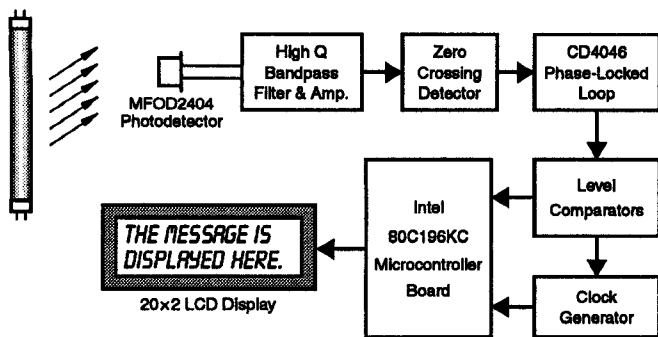 High Q
Bandpass
Filter & Amp.
Zero
Crossing
Detector
CD4046
Phase-Locked
Loop
MFOD2404
Photodetector
Level
Comparators
Intel
80C196KC
Microcontroller
Board
THE MESSAGE IS
DISPLAYED HERE.
20×2 LCD Display
Clock
Generator